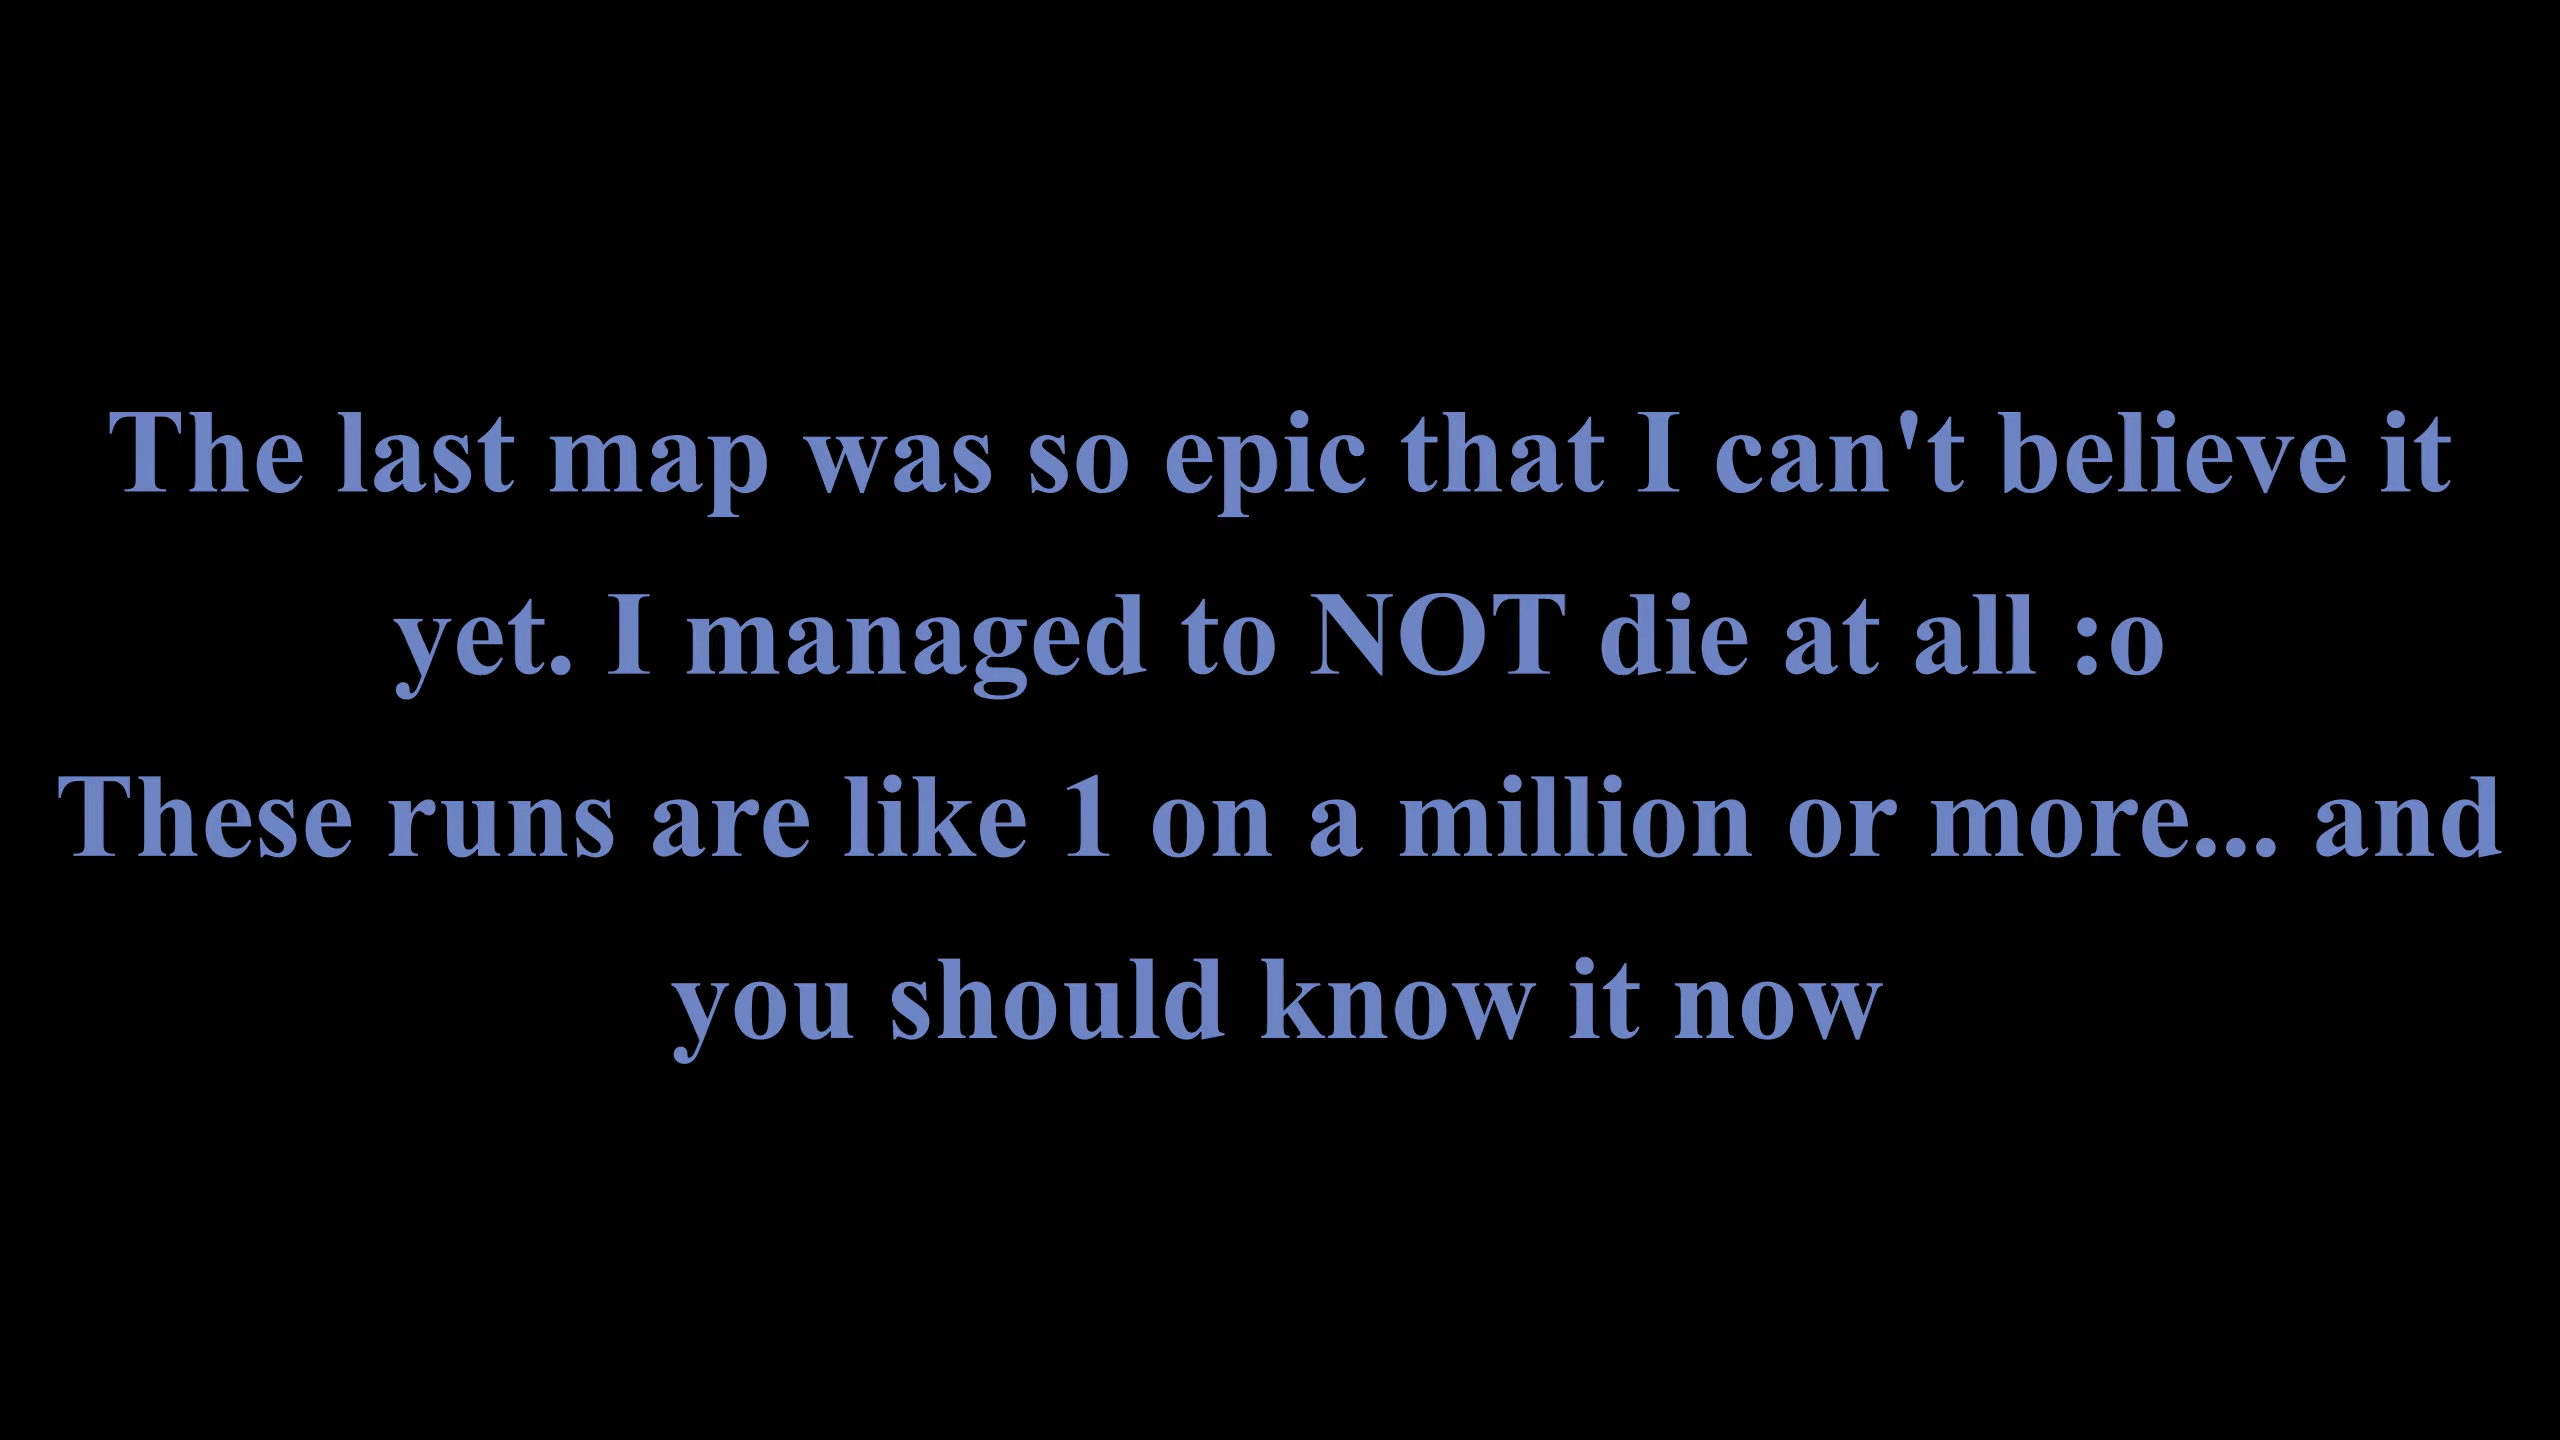 The last map was so epic that I can't believe it
yet. I managed to NOT die at all :o
These runs are like 1 on a million or more... and
you should know it now